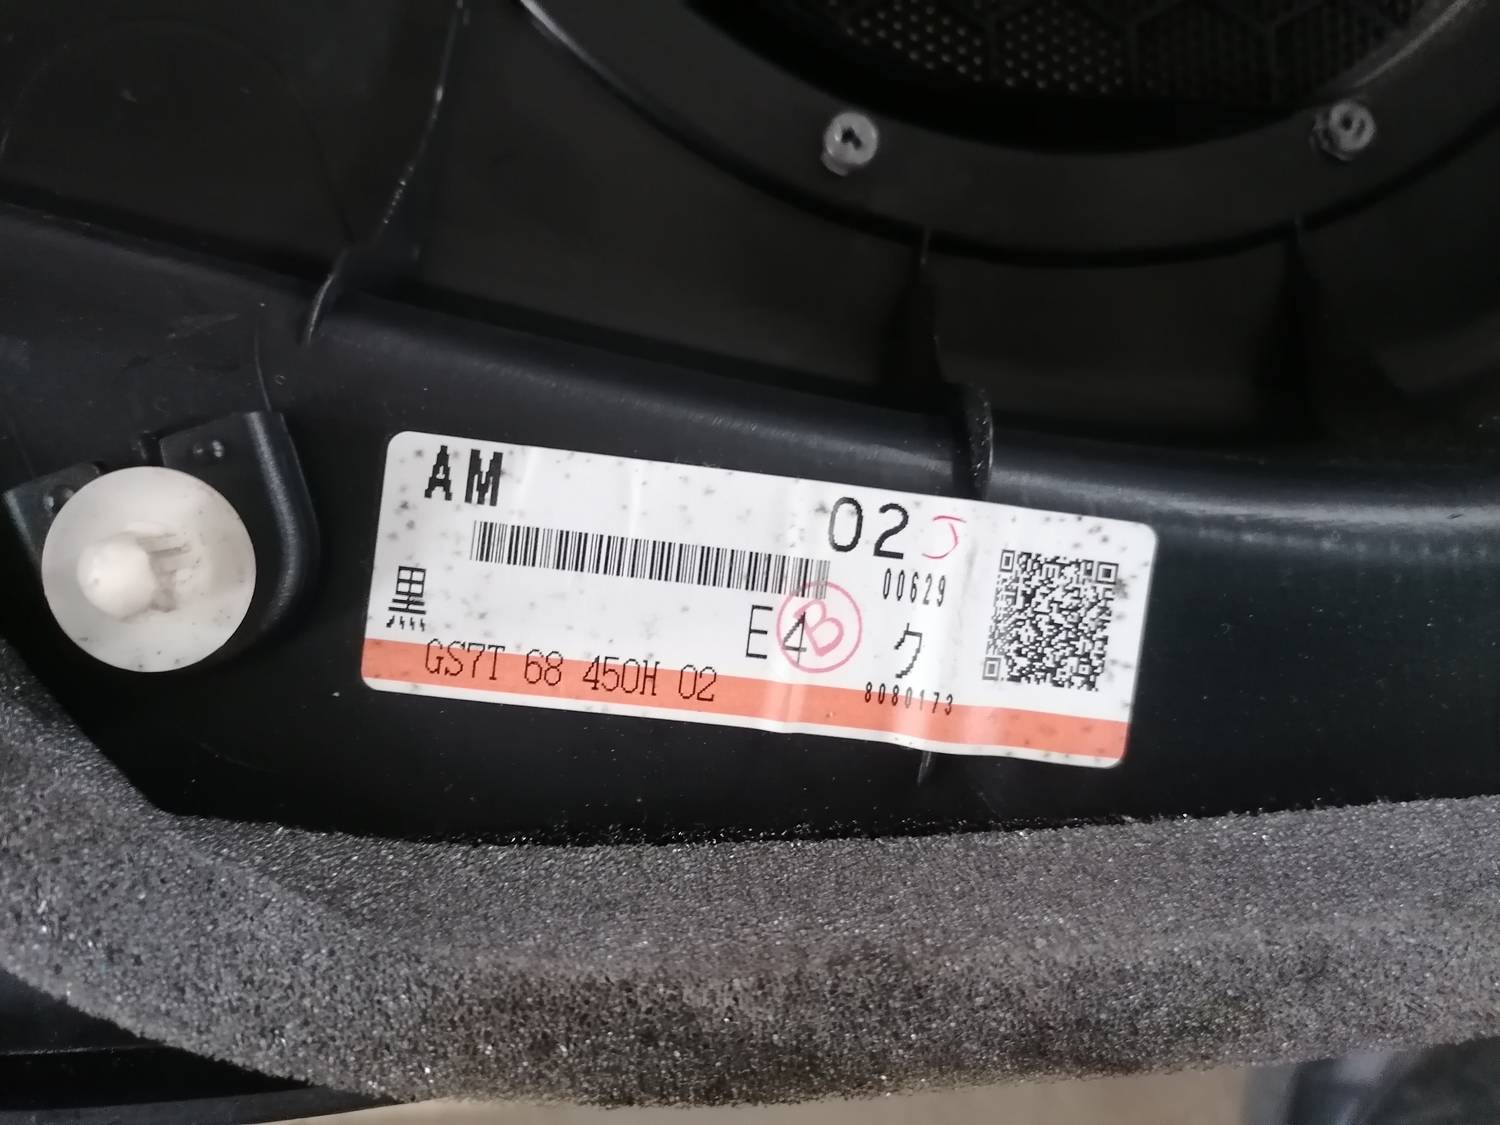 AM
02 J
00629
黒
E4 B
ク
GS7T 68 450H 02
8080173